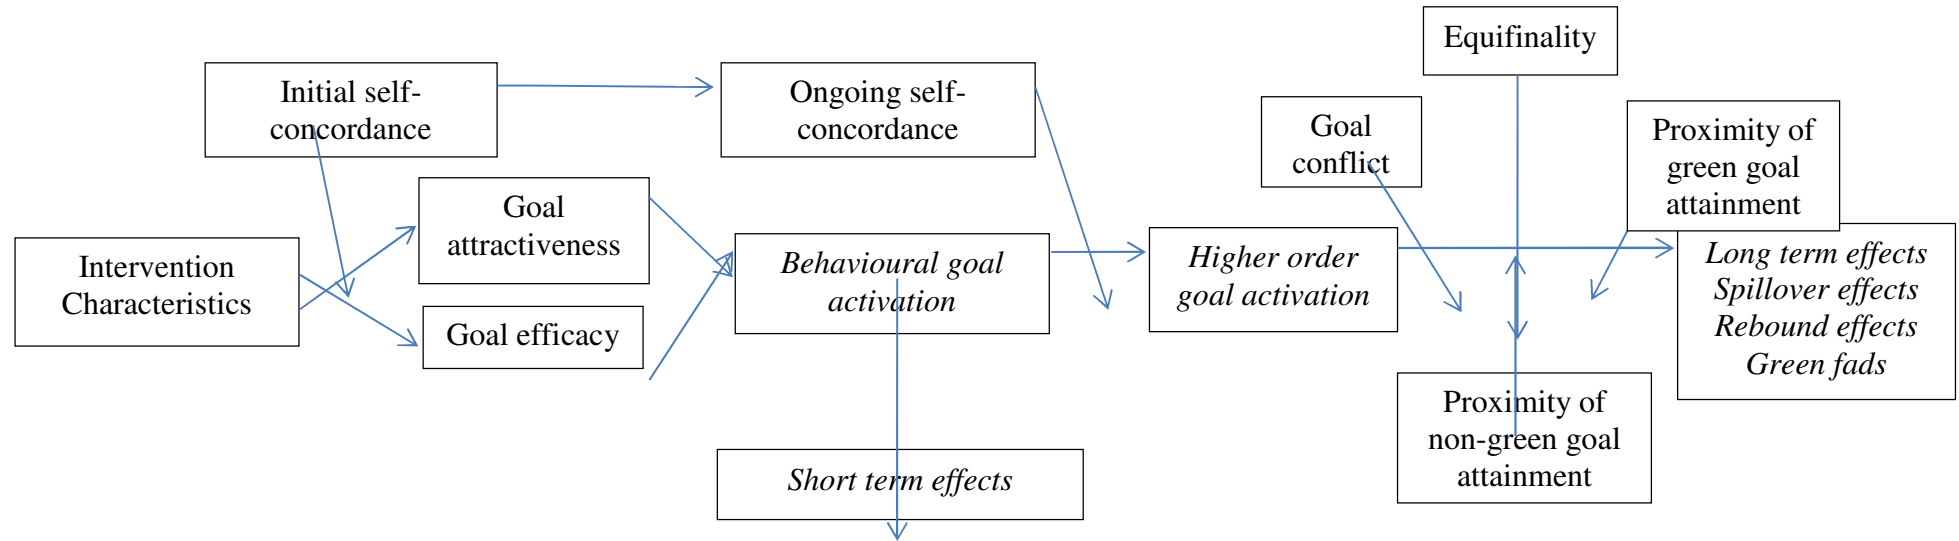 Equifinality
Initial self-
concordance
Ongoing self-
concordance
Goal
conflict
Proximity of
green goal
attainment
Goal
attractiveness
Intervention
Characteristics
Goal efficacy
Behavioural goal
activation
Higher order
goal activation
Long term effects
Spillover effects
Rebound effects
Green fads
Proximity of
non-green goal
attainment
Short term effects